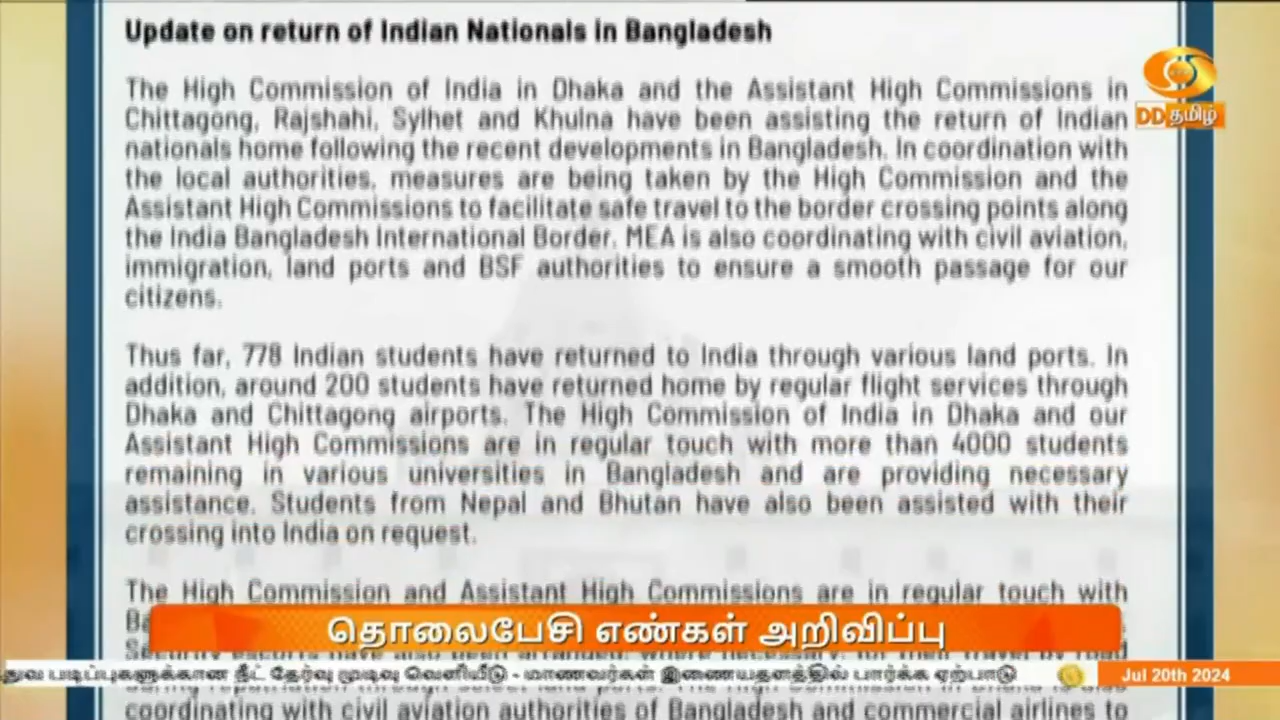 Update on return of Indian Nationals in Bangladesh
The High Commission of India in Dhaka and the Assistant High Commissions in
Chittagong, Rajshahi, Sylhet and Khulna have been assisting the return of Indian
nationals home following the recent developments in Bangladesh. In coordination with
the local authorities, measures are being taken by the High Commission and the
Assistant High Commissions to facilitate safe travel to the border crossing points along
the India Bangladesh International Border. MEA is also coordinating with civil aviation,
immigration, land ports and BSF authorities to ensure a smooth passage for our
citizens.
Thus far, 778 Indian students have returned to India through various land ports. In
addition, around 200 students have returned home by regular flight services through
Dhaka and Chittagong airports. The High Commission of India in Dhaka and our
Assistant High Commissions are in regular touch with more than 4000 students
remaining in various universities in Bangladesh and are providing necessary
assistance. Students from Nepal and Bhutan have also been assisted with their
crossing into India on request.
The High Commission and Assistant High Commissions are in regular touch with
coordinating with civil aviation authorities of Bangladesh and commercial airlines to
DD தமிழ்
தொலைபேசி எண்கள் அறிவிப்பு
படிப்புகளுக்கான நீட் தேர்வு முடிவு வெளியீடு - மாணவர்கள் இணையதளத்தில் பார்க்க ஏற்பாடு
Jul 20th 2024